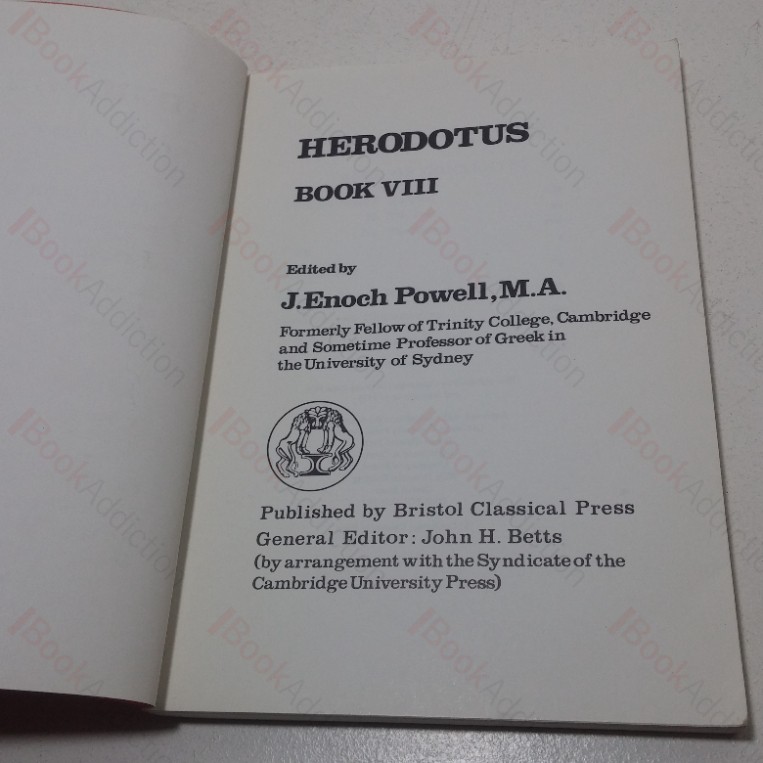 HERODOTUS
BOOK VIII
Edited by
J. Enoch Powell, M.A.
Formerly Fellow of Trinity College, Cambridge
and Sometime Professor of Greek in
the University of Sydney
Published by Bristol Classical Press
General Editor: John H. Betts
(by arrangement with the Syndicate of the
Cambridge University Press)
BookAddiction